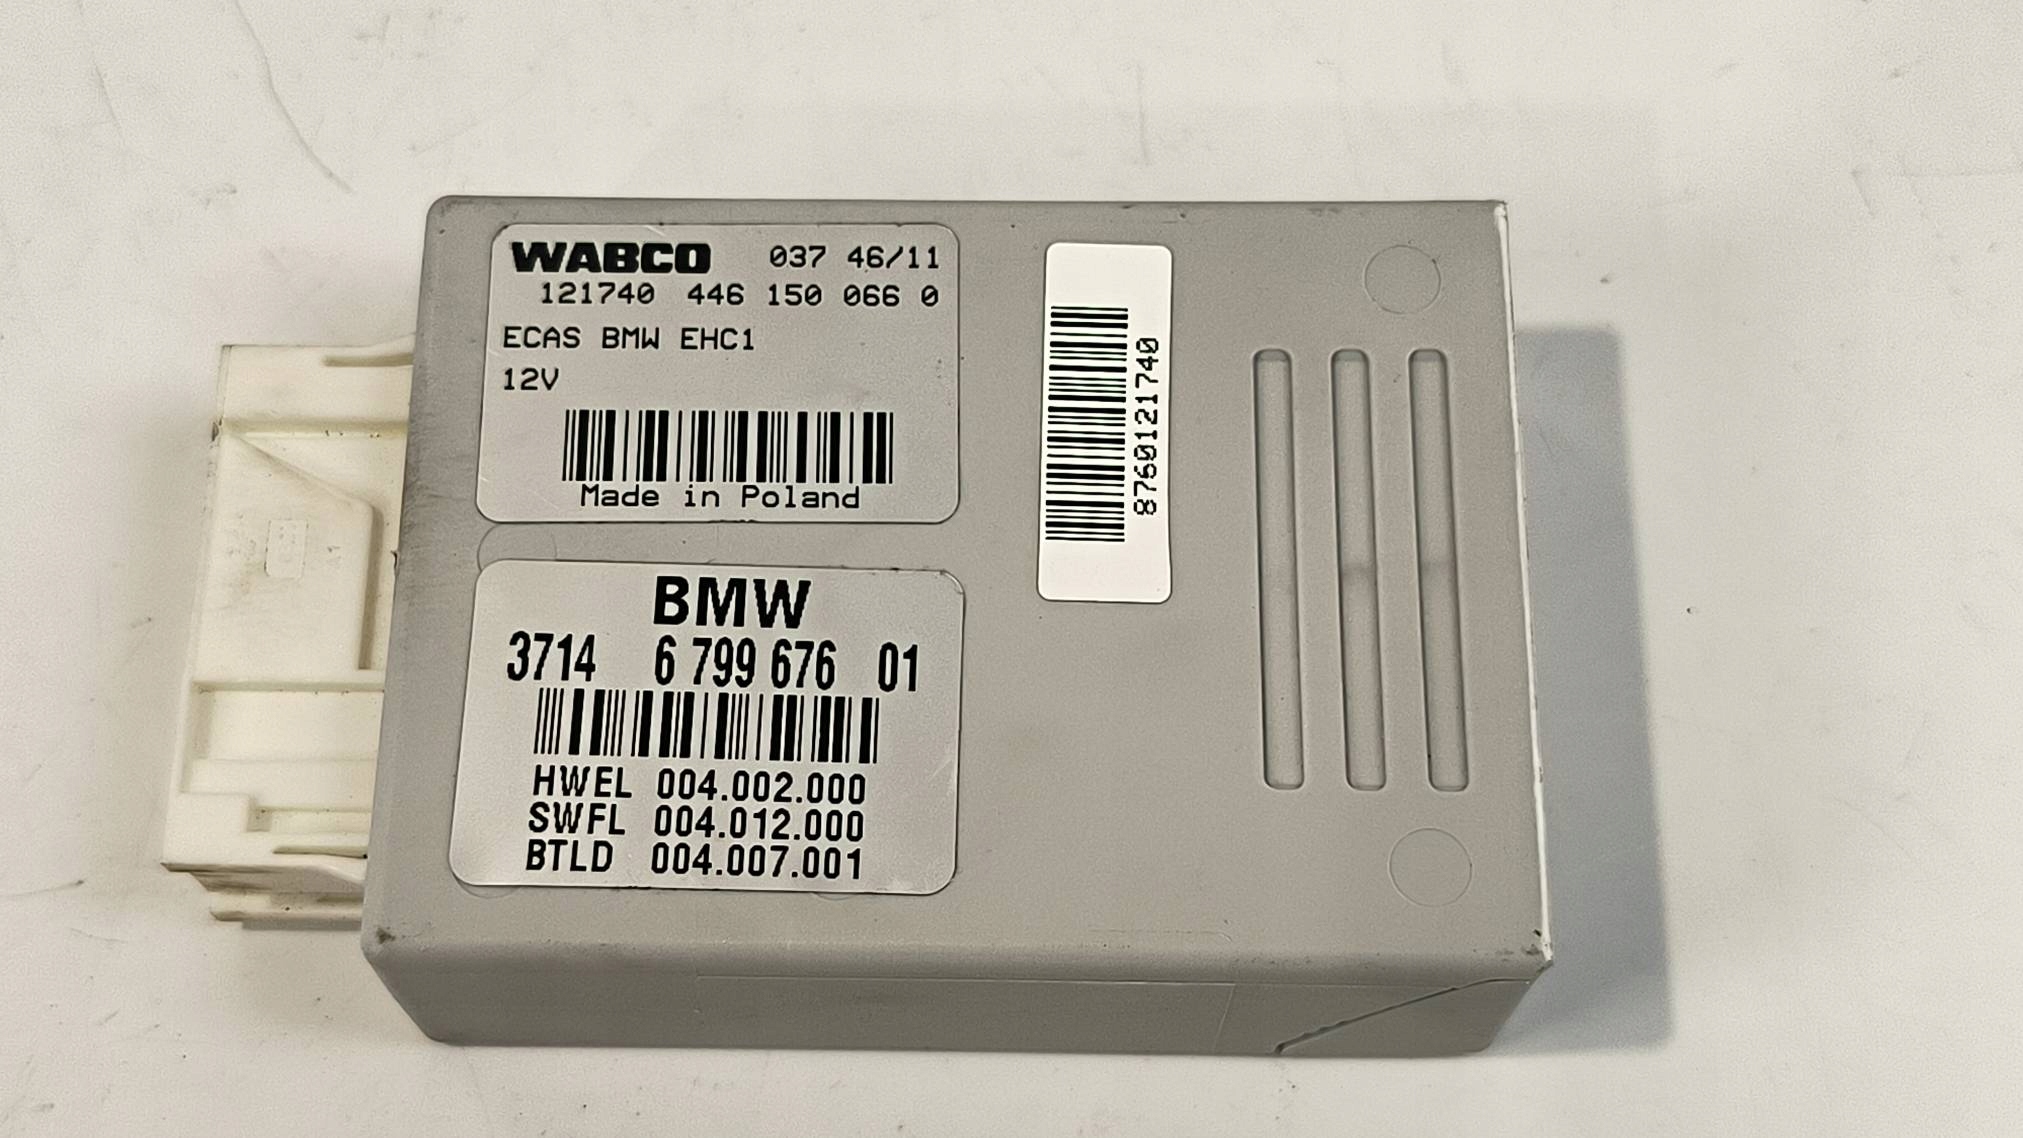 WABCO 037 46/11
121740 446 150 066 0
ECAS BMW EHC1
12V
Made in Poland
BMW
3714 6 799 676 01
HWEL 004.002.000
SWFL 004.012.000
BTLD 004.007.001
8760121740